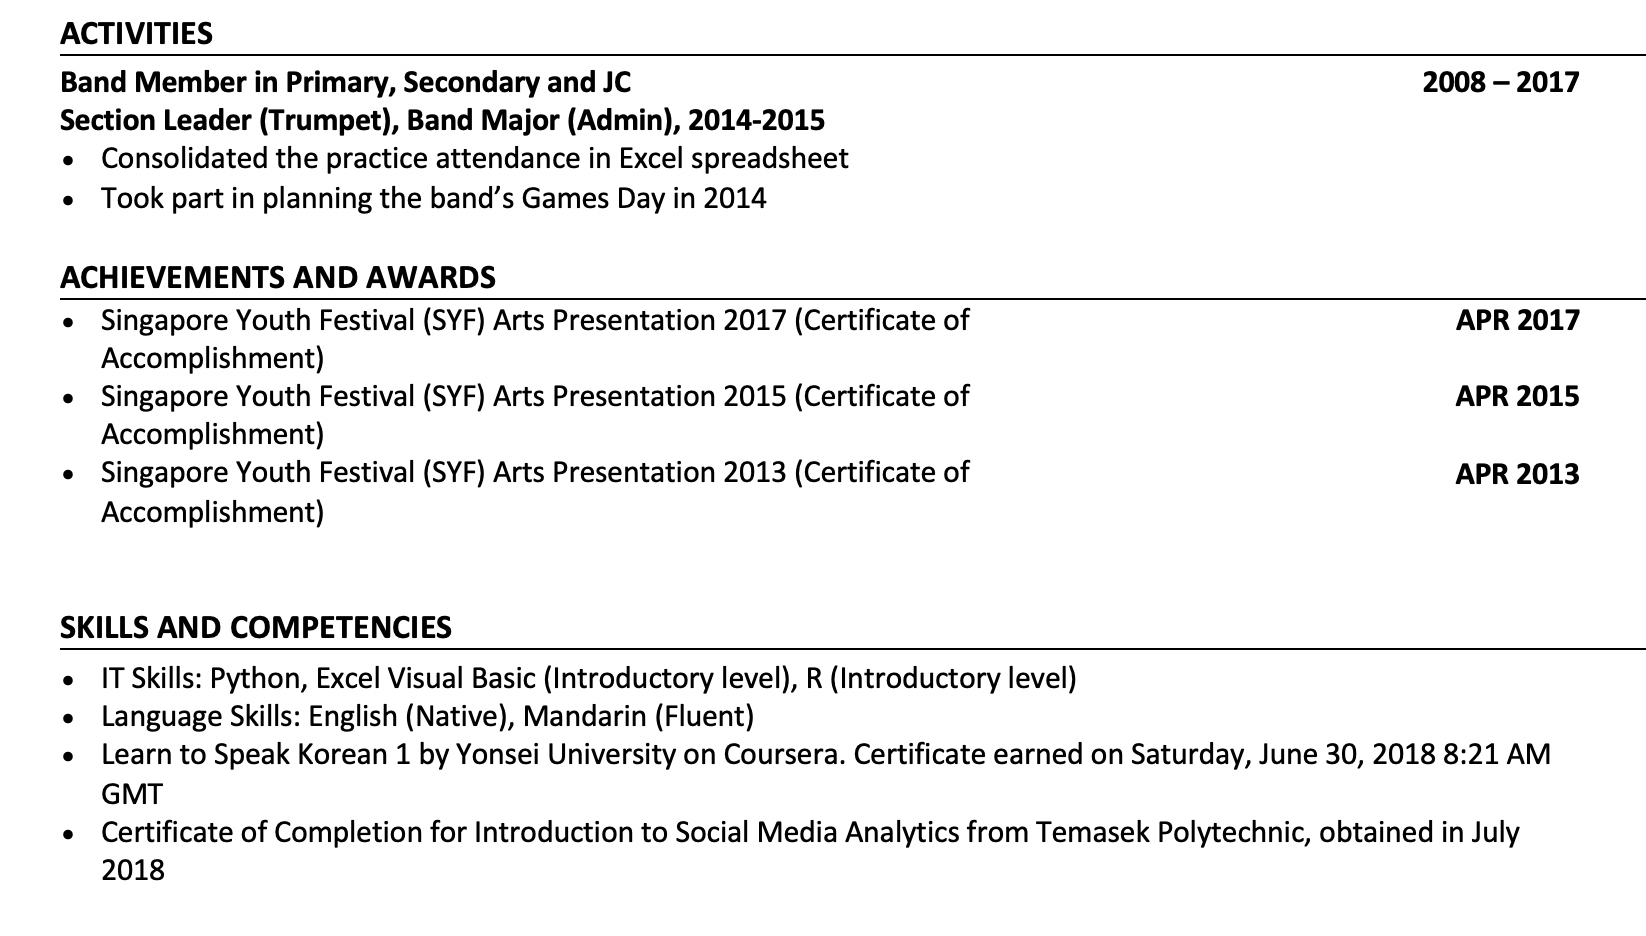 ACTIVITIES
Band Member in Primary, Secondary and JC 2008 – 2017
Section Leader (Trumpet), Band Major (Admin), 2014-2015
• Consolidated the practice attendance in Excel spreadsheet
• Took part in planning the band’s Games Day in 2014
ACHIEVEMENTS AND AWARDS
• Singapore Youth Festival (SYF) Arts Presentation 2017 (Certificate of APR 2017
Accomplishment)
• Singapore Youth Festival (SYF) Arts Presentation 2015 (Certificate of APR 2015
Accomplishment)
• Singapore Youth Festival (SYF) Arts Presentation 2013 (Certificate of APR 2013
Accomplishment)
SKILLS AND COMPETENCIES
• IT Skills: Python, Excel Visual Basic (Introductory level), R (Introductory level)
• Language Skills: English (Native), Mandarin (Fluent)
• Learn to Speak Korean 1 by Yonsei University on Coursera. Certificate earned on Saturday, June 30, 2018 8:21 AM
GMT
• Certificate of Completion for Introduction to Social Media Analytics from Temasek Polytechnic, obtained in July
2018